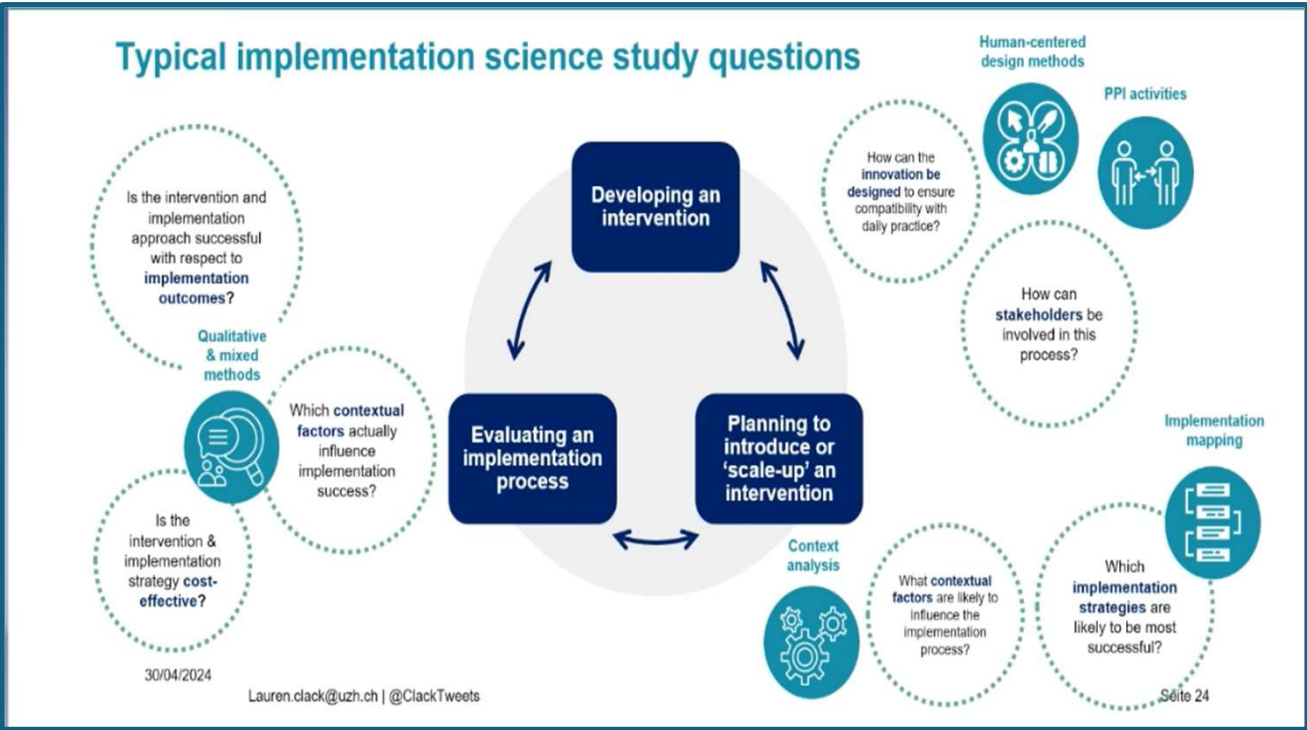 Typical implementation science study questions
Human-centered
design methods
PPI activities
How can the
innovation be
designed to ensure
compatibility with
daily practice?
Developing an
intervention
Is the intervention and
implementation
approach successful
with respect to
implementation
outcomes?
How can
stakeholders be
involved in this
process?
Qualitative
& mixed
methods
Which contextual
factors actually
influence
implementation
success?
Evaluating an
implementation
process
Planning to
introduce or
‘scale-up’ an
intervention
Implementation
mapping
Is the
intervention &
implementation
strategy cost-
effective?
Context
analysis
What contextual
factors are likely to
influence the
implementation
process?
Which
implementation
strategies are
likely to be most
successful?
30/04/2024
Lauren.clack@uzh.ch | @ClackTweets
Seite 24